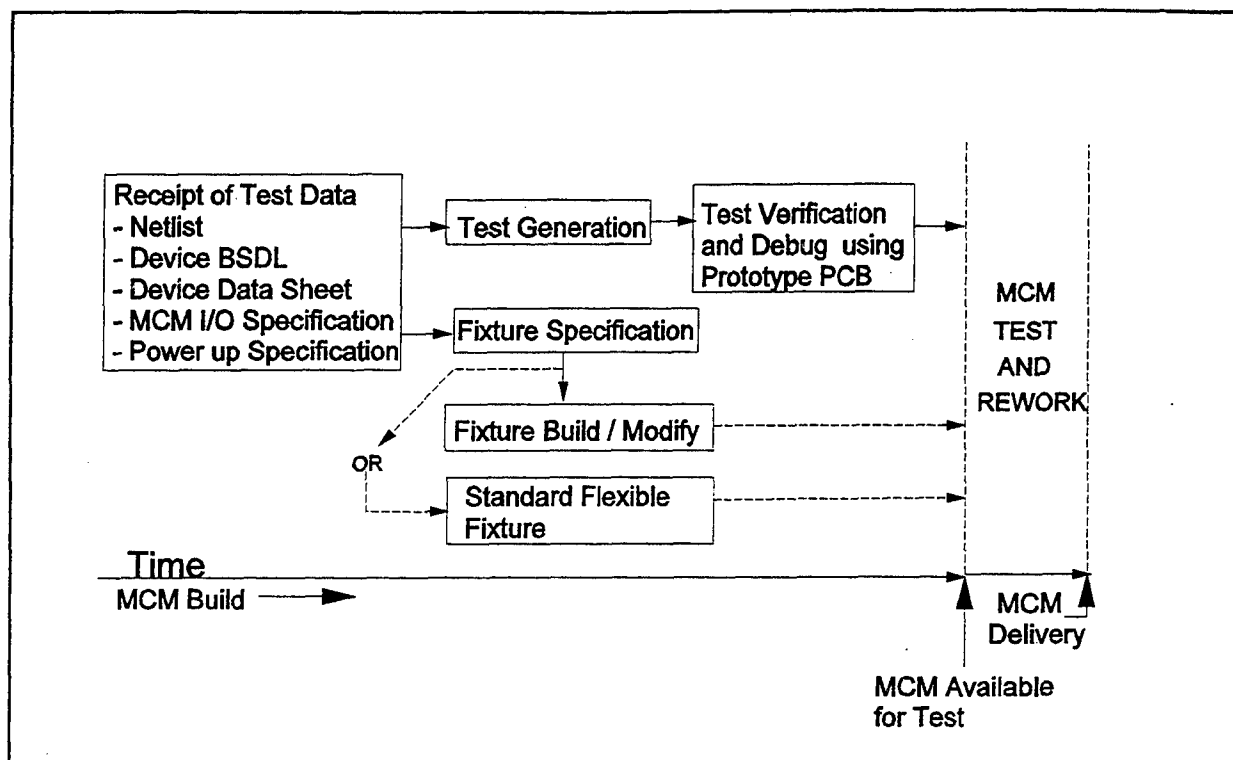 Receipt of Test Data
- Netlist
- Device BSDL
- Device Data Sheet
- MCM I/O Specification
- Power up Specification
Test Generation
Test Verification
and Debug using
Prototype PCB
Fixture Specification
Fixture Build / Modify
OR
Standard Flexible
Fixture
MCM
TEST
AND
REWORK
Time
MCM Build
MCM
Delivery
MCM Available
for Test